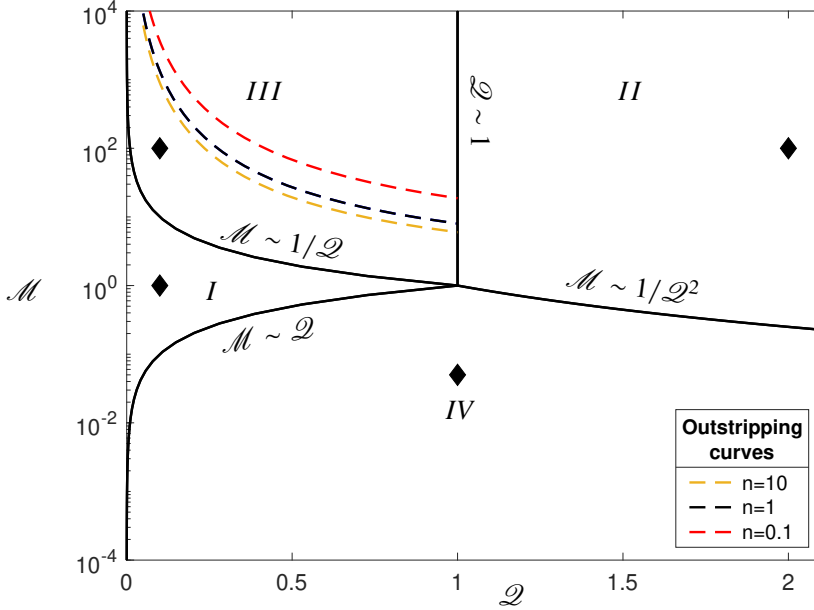 10^4
III
II
𝒬 ~ 1
10^2
ℳ ~ 1/𝒬
ℳ
10^0
I
ℳ ~ 1/𝒬^2
ℳ ~ 𝒬
IV
10^-2
Outstripping
curves
n=10
n=1
n=0.1
10^-4
0
0.5
1
1.5
2
𝒬